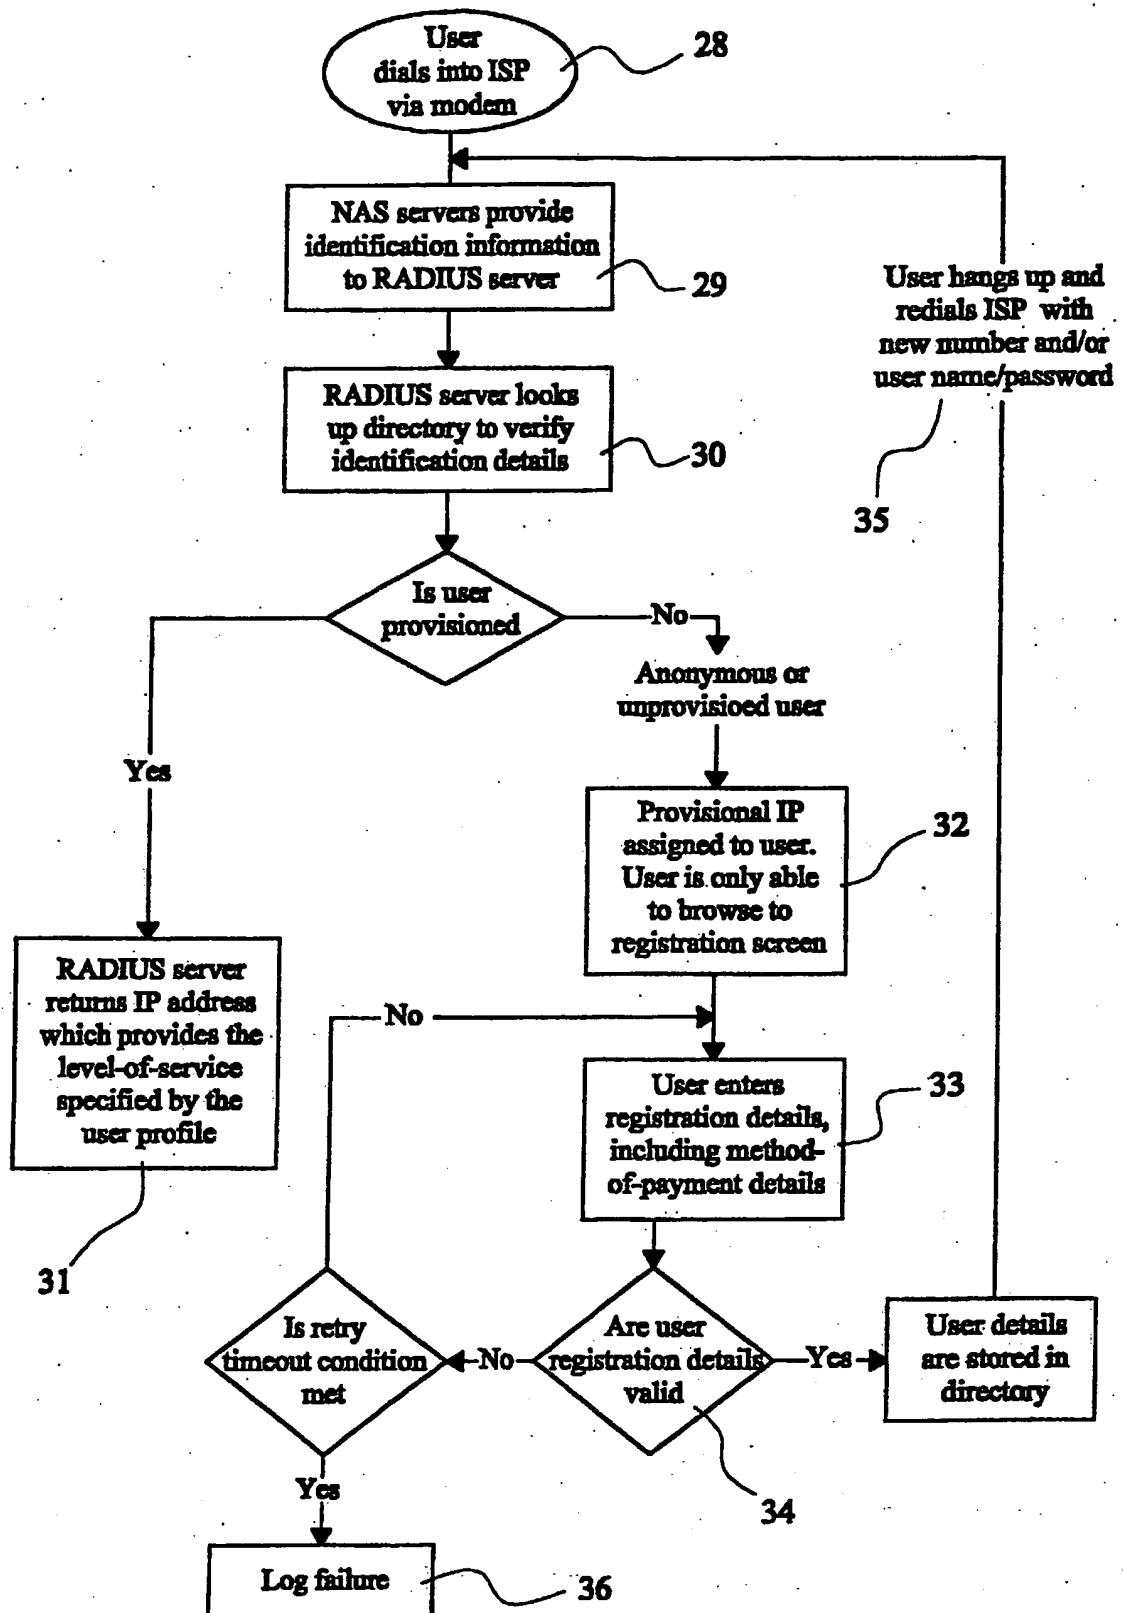 User
dials into ISP
via modem
28
NAS servers provide
identification information
to RADIUS server
29
User hangs up and
redials ISP with
new number and/or
user name/password
35
RADIUS server looks
up directory to verify
identification details
30
Is user
provisioned
No
Anonymous or
unprovisioed user
Yes
Provisional IP
assigned to user.
User is only able
to browse to
registration screen
32
RADIUS server
returns IP address
which provides the
level-of-service
specified by the
user profile
31
No
User enters
registration details,
including method-
of-payment details
33
Is retry
timeout condition
met
No
Are user
registration details
valid
34
Yes
User details
are stored in
directory
Yes
Log failure
36